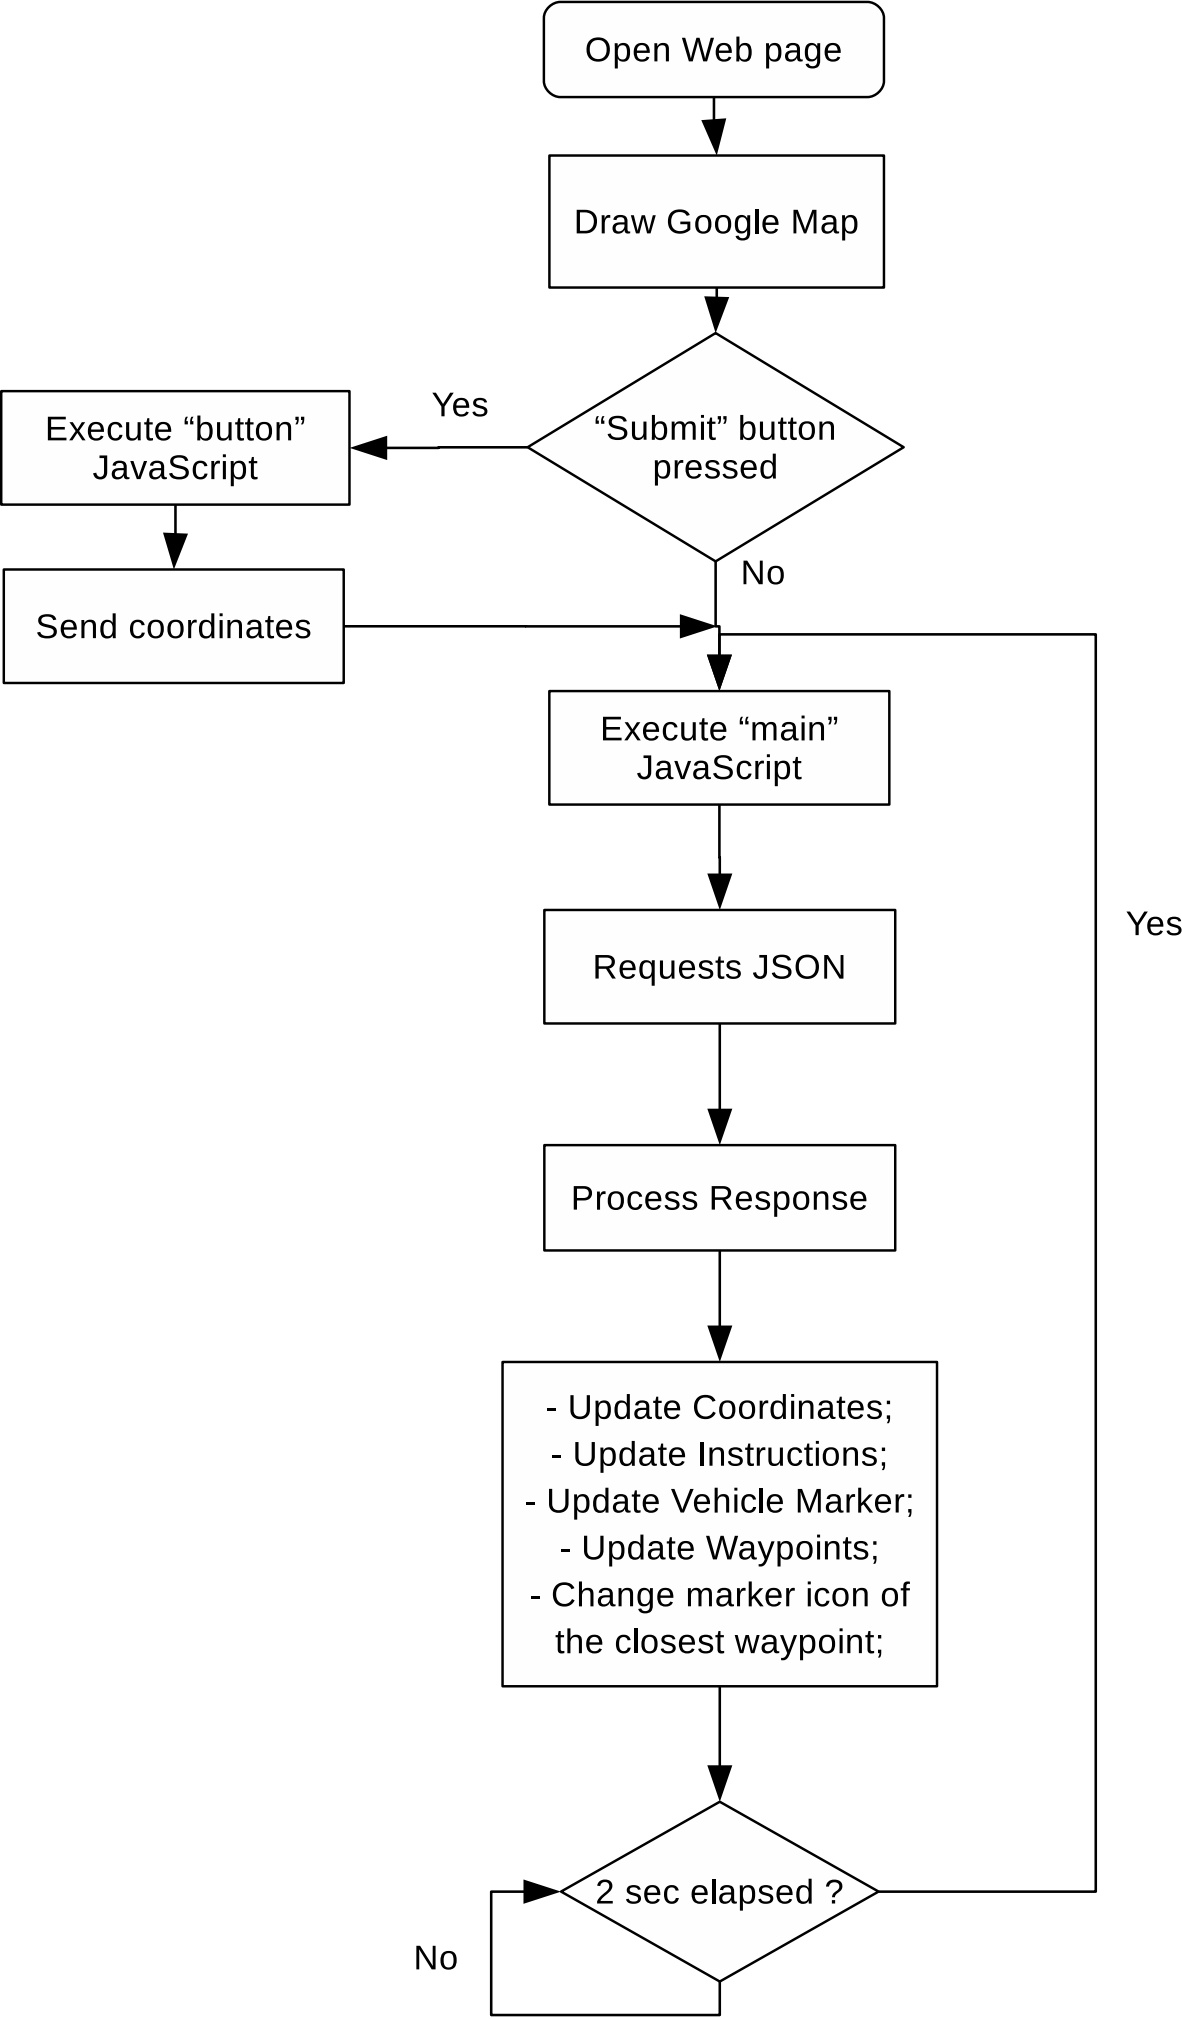 Open Web page
Draw Google Map
“Submit” button
pressed
Yes
Execute “button”
JavaScript
No
Send coordinates
Execute “main”
JavaScript
Yes
Requests JSON
Process Response
- Update Coordinates;
- Update Instructions;
- Update Vehicle Marker;
- Update Waypoints;
- Change marker icon of
the closest waypoint;
2 sec elapsed ?
No